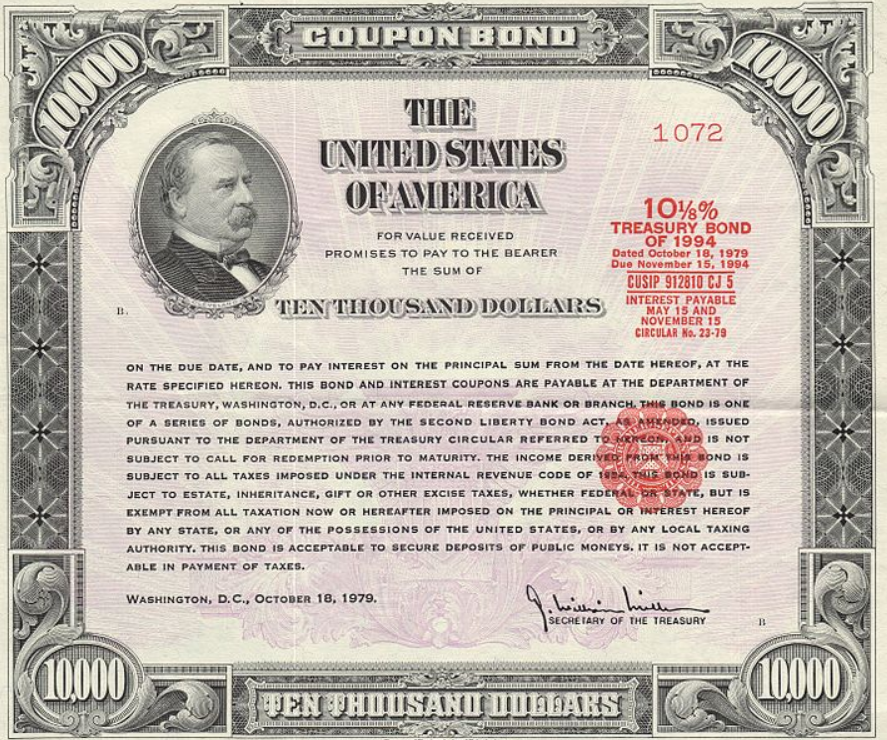 COUPON BOND
10,000
10,000
THE
UNITED STATES
OF AMERICA
1072
FOR VALUE RECEIVED
PROMISES TO PAY TO THE BEARER
THE SUM OF
TEN THOUSAND DOLLARS
10⅛%
TREASURY BOND
OF 1994
Dated October 18, 1979
Due November 15, 1994
CUSIP 912810 CJ 5
INTEREST PAYABLE
MAY 15 AND
NOVEMBER 15
CIRCULAR No. 23-79
CLEVELAND
B.
ON THE DUE DATE, AND TO PAY INTEREST ON THE PRINCIPAL SUM FROM THE DATE HEREOF, AT THE
RATE SPECIFIED HEREON. THIS BOND AND INTEREST COUPONS ARE PAYABLE AT THE DEPARTMENT OF
THE TREASURY, WASHINGTON, D.C., OR AT ANY FEDERAL RESERVE BANK OR BRANCH. THIS BOND IS ONE
OF A SERIES OF BONDS, AUTHORIZED BY THE SECOND LIBERTY BOND ACT, AS AMENDED, ISSUED
PURSUANT TO THE DEPARTMENT OF THE TREASURY CIRCULAR REFERRED TO HEREON, AND IS NOT
SUBJECT TO CALL FOR REDEMPTION PRIOR TO MATURITY. THE INCOME DERIVED FROM THIS BOND IS
SUBJECT TO ALL TAXES IMPOSED UNDER THE INTERNAL REVENUE CODE OF 1954. THIS BOND IS SUB-
JECT TO ESTATE, INHERITANCE, GIFT OR OTHER EXCISE TAXES, WHETHER FEDERAL OR STATE, BUT IS
EXEMPT FROM ALL TAXATION NOW OR HEREAFTER IMPOSED ON THE PRINCIPAL OR INTEREST HEREOF
BY ANY STATE, OR ANY OF THE POSSESSIONS OF THE UNITED STATES, OR BY ANY LOCAL TAXING
AUTHORITY. THIS BOND IS ACCEPTABLE TO SECURE DEPOSITS OF PUBLIC MONEYS. IT IS NOT ACCEPT-
ABLE IN PAYMENT OF TAXES.
WASHINGTON, D.C., OCTOBER 18, 1979.
G. William Miller
SECRETARY OF THE TREASURY
B
10,000
TEN THOUSAND DOLLARS
10,000